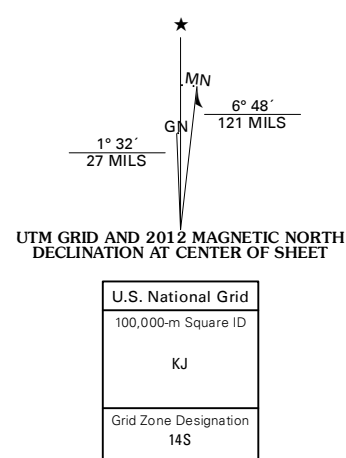 ★
MN
6° 48´
121 MILS
GN
1° 32´
27 MILS
UTM GRID AND 2012 MAGNETIC NORTH
DECLINATION AT CENTER OF SHEET
U.S. National Grid
100,000-m Square ID
KJ
Grid Zone Designation
14S